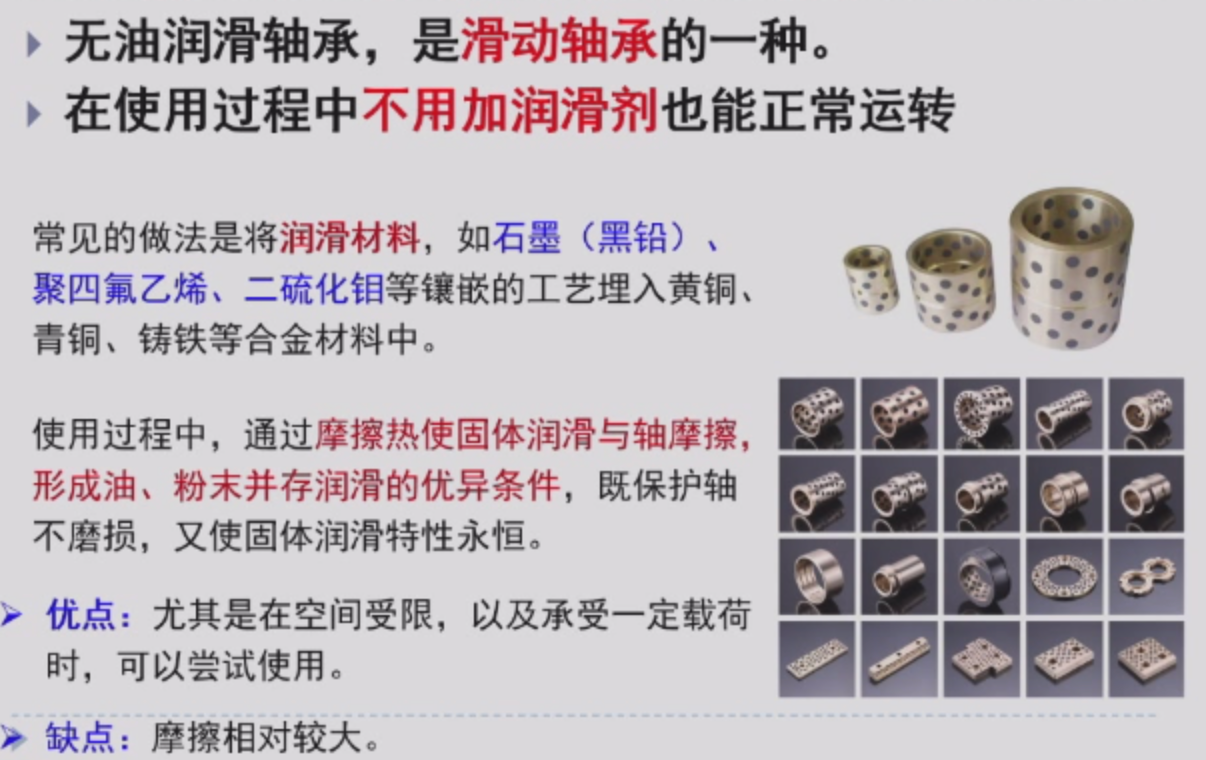 无油润滑轴承，是滑动轴承的一种。
在使用过程中不用加润滑剂也能正常运转
常见的做法是将润滑材料，如石墨（黑铅）、
聚四氟乙烯、二硫化钼等镶嵌的工艺埋入黄铜、
青铜、铸铁等合金材料中。
使用过程中，通过摩擦热使固体润滑与轴摩擦，
形成油、粉末并存润滑的优异条件，既保护轴
不磨损，又使固体润滑特性永恒。
优点：尤其是在空间受限，以及承受一定载荷
时，可以尝试使用。
缺点：摩擦相对较大。